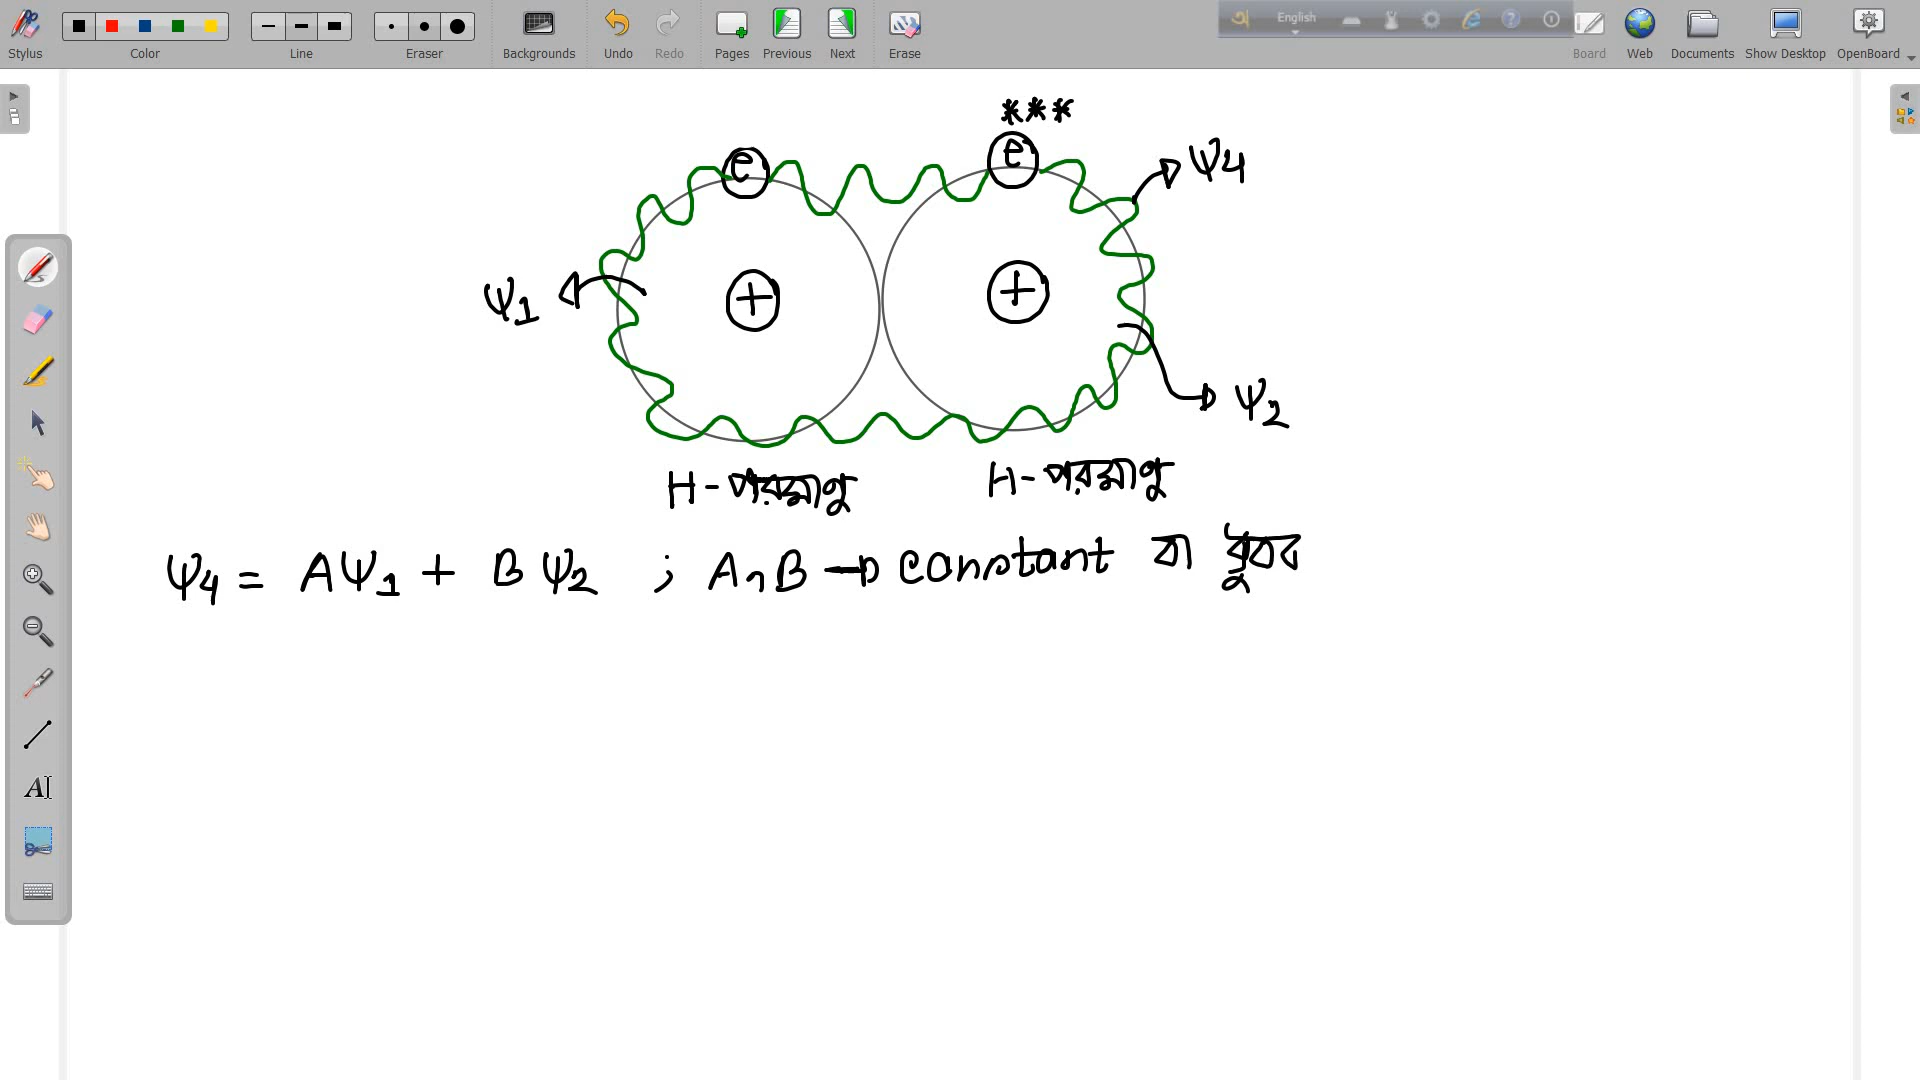 Stylus Color Line Eraser Backgrounds Undo Redo Pages Previous Next Erase English Board Web Documents Show Desktop OpenBoard
***
e e
ψ4
ψ1 + + ψ2
H-পরমাণু H-পরমাণু
ψ4 = Aψ1 + Bψ2 ; A, B → constant বা ধ্রুবক